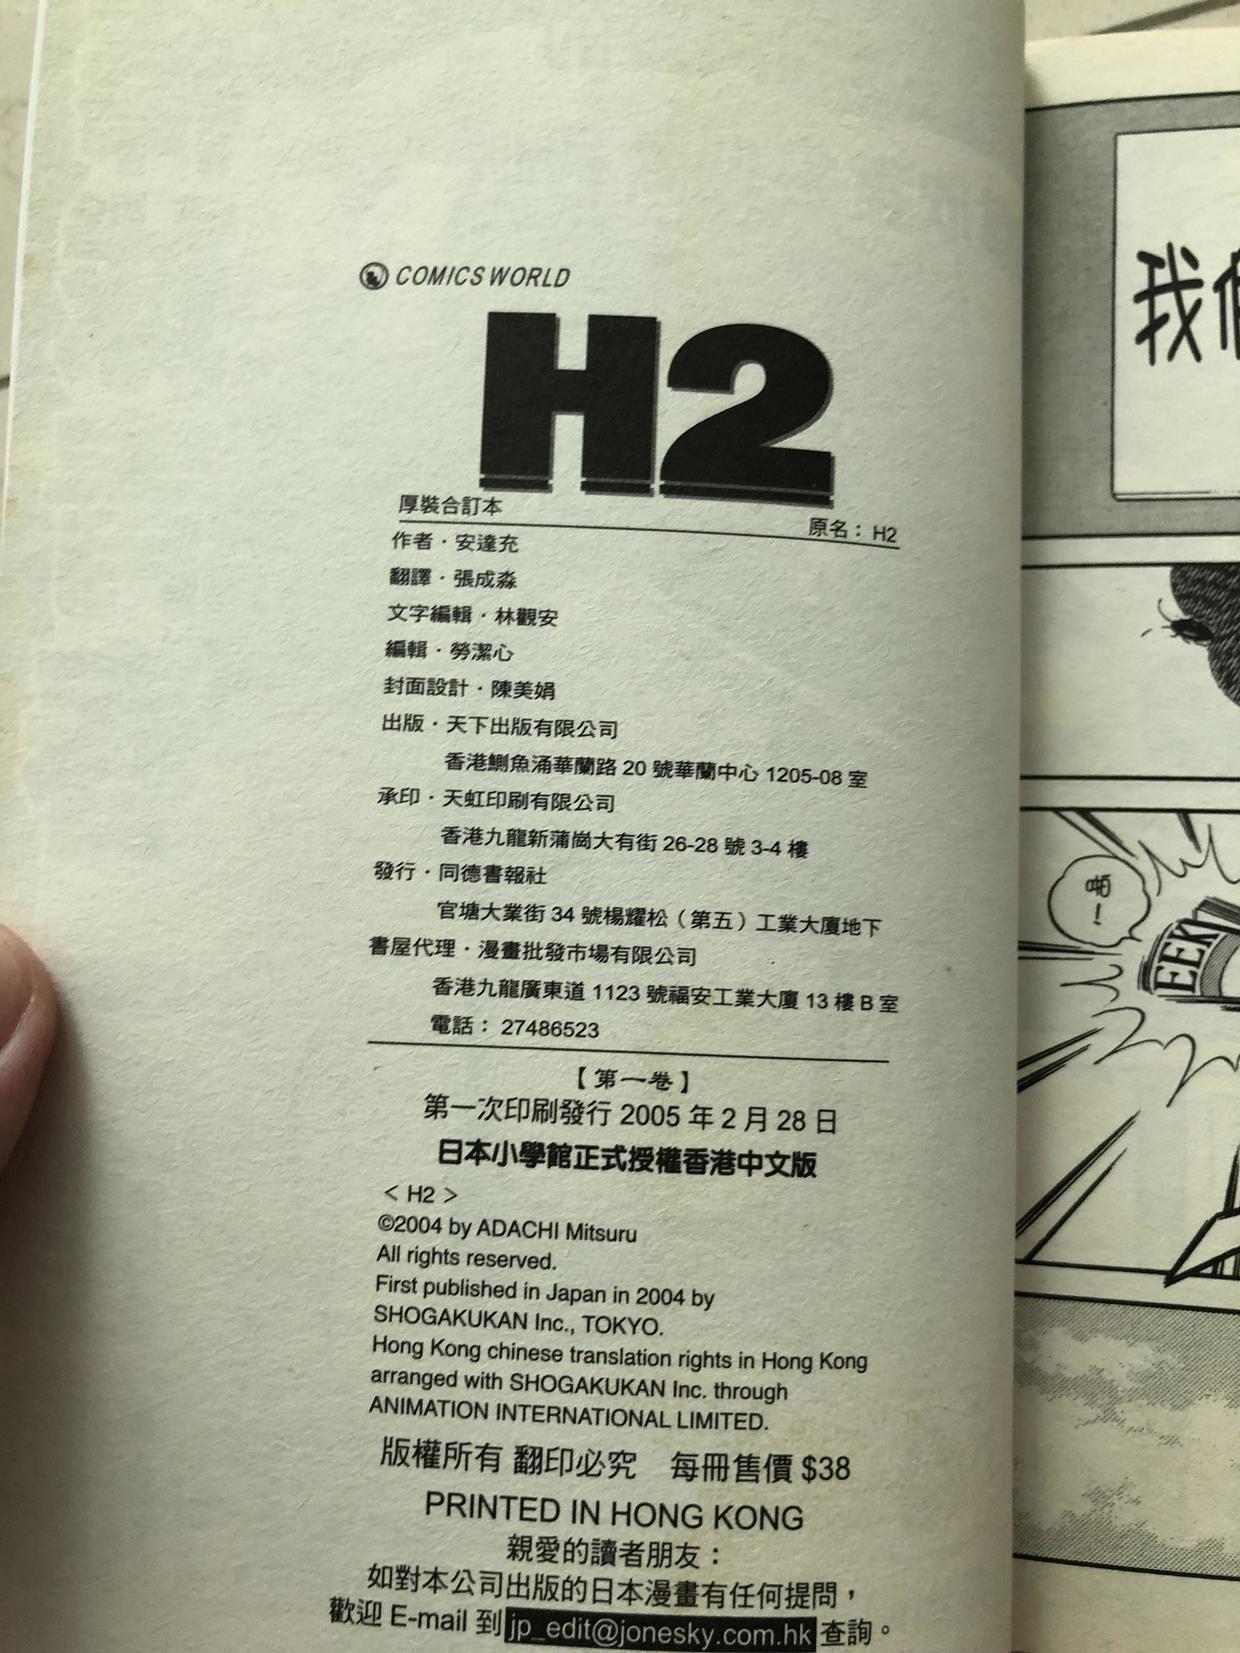 COMICS WORLD
H2
厚裝合訂本
原名：H2
作者・安達充
翻譯・張成淼
文字編輯・林觀安
編輯・勞潔心
封面設計・陳美娟
出版・天下出版有限公司
香港鰂魚涌華蘭路 20 號華蘭中心 1205-08 室
承印・天虹印刷有限公司
香港九龍新蒲崗大有街 26-28 號 3-4 樓
發行・同德書報社
官塘大業街 34 號楊耀松（第五）工業大廈地下
書屋代理・漫畫批發市場有限公司
香港九龍廣東道 1123 號福安工業大廈 13 樓 B 室
電話： 27486523
【第一卷】
第一次印刷發行 2005 年 2 月 28 日
日本小學館正式授權香港中文版
＜ H2 ＞
©2004 by ADACHI Mitsuru
All rights reserved.
First published in Japan in 2004 by
SHOGAKUKAN Inc., TOKYO.
Hong Kong chinese translation rights in Hong Kong
arranged with SHOGAKUKAN Inc. through
ANIMATION INTERNATIONAL LIMITED.
版權所有 翻印必究　每冊售價 $38
PRINTED IN HONG KONG
親愛的讀者朋友：
如對本公司出版的日本漫畫有任何提問，
歡迎 E-mail 到 jp_edit@jonesky.com.hk 查詢。
我
EEK